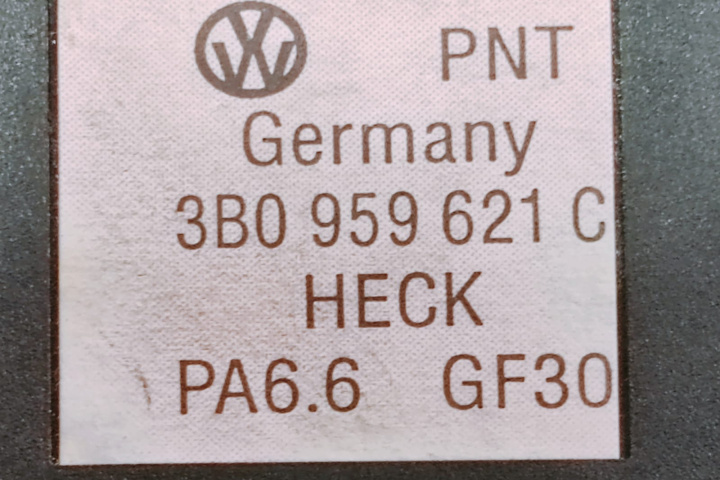 VW PNT
Germany
3B0 959 621 C
HECK
PA6.6 GF30